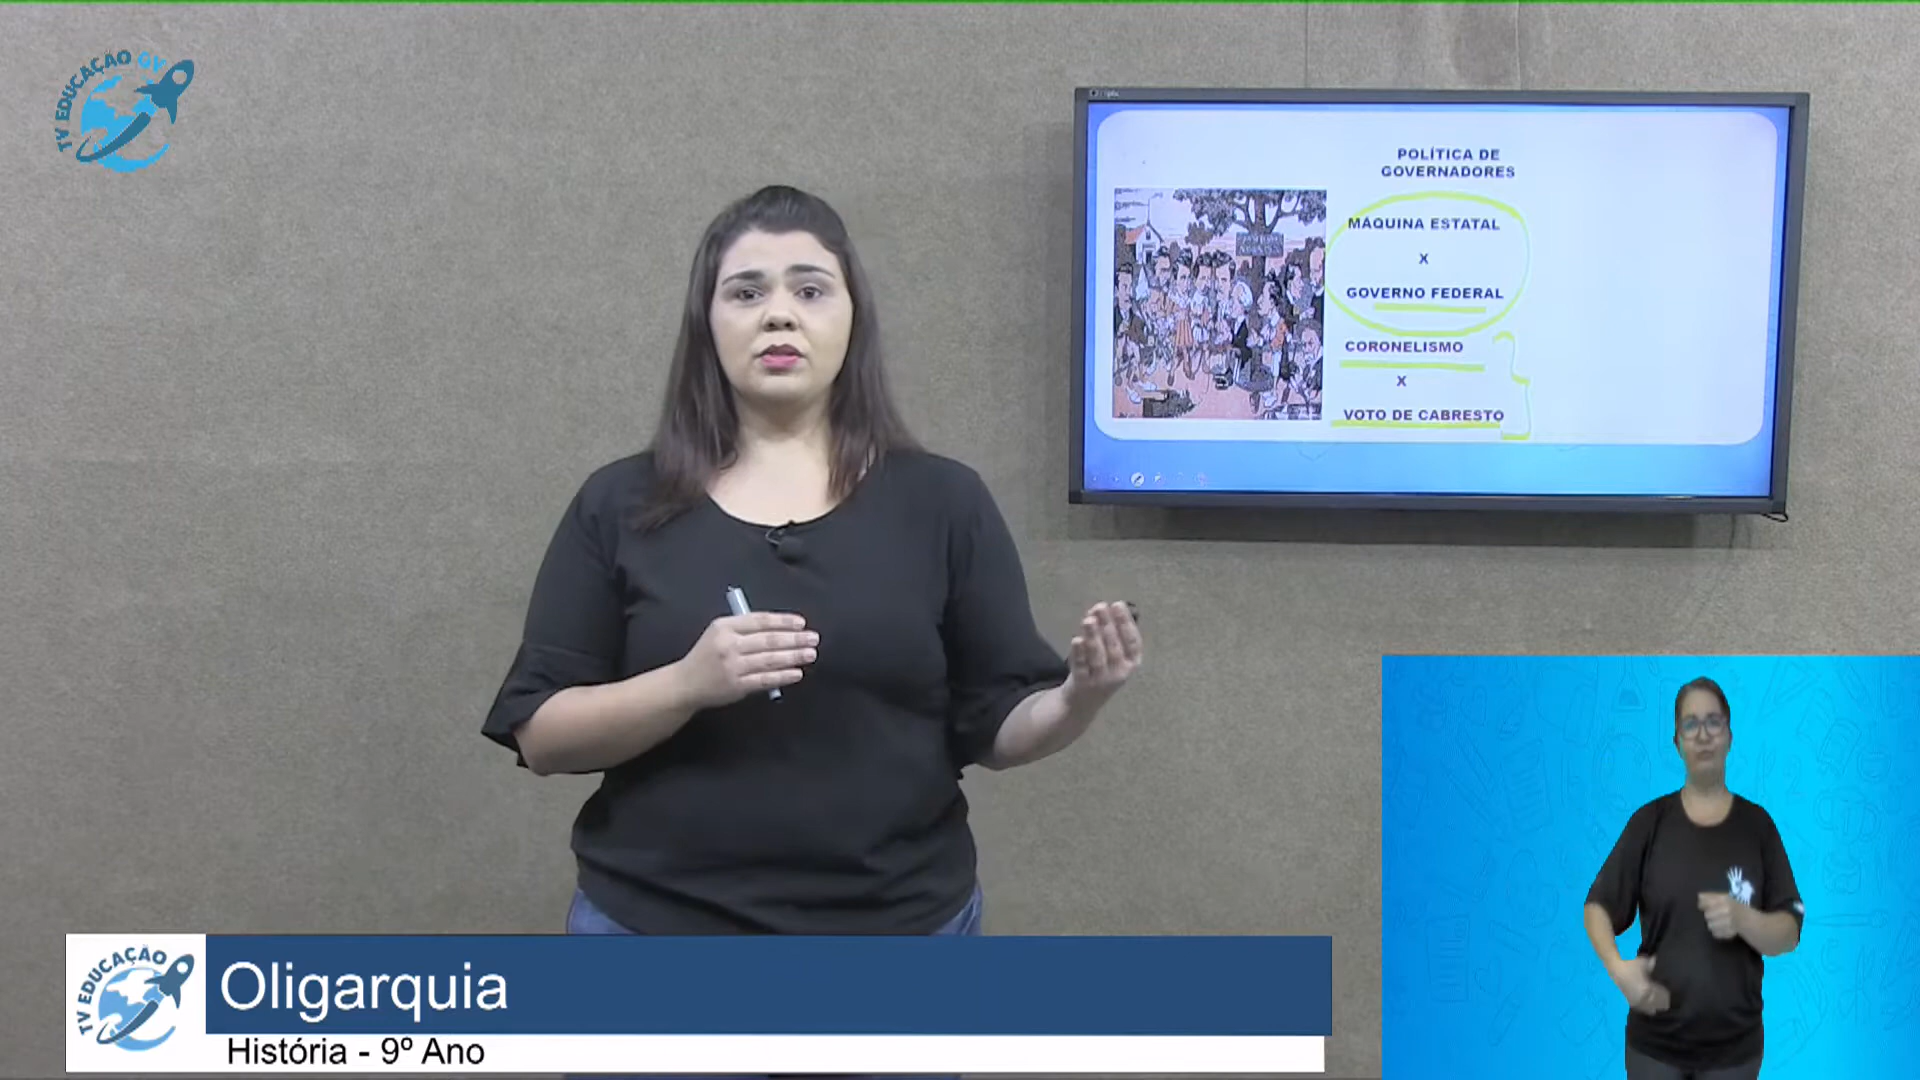 TV EDUCAÇÃO GV
POLÍTICA DE
GOVERNADORES
MÁQUINA ESTATAL
X
GOVERNO FEDERAL
CORONELISMO
X
VOTO DE CABRESTO
TV EDUCAÇÃO
Oligarquia
História - 9º Ano